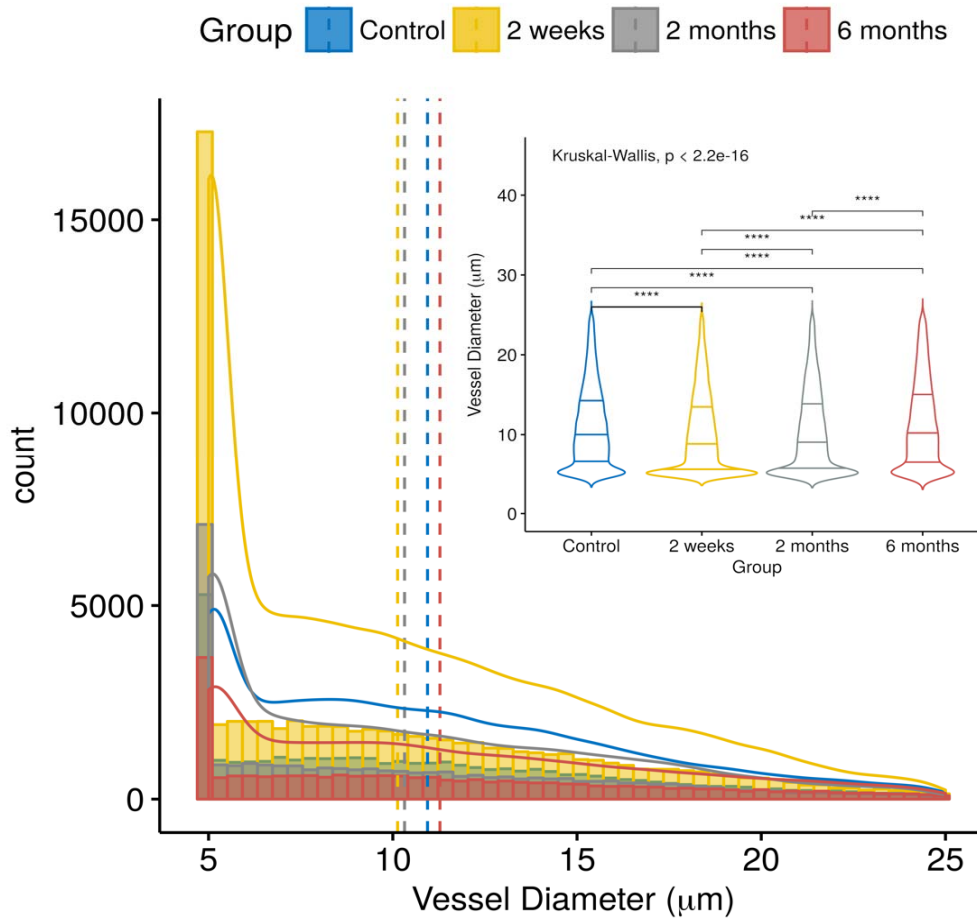 Group Control 2 weeks 2 months 6 months
count
15000
10000
5000
0
5 10 15 20 25
Vessel Diameter (μm)
Kruskal-Wallis, p < 2.2e-16
Vessel Diameter (μm)
40
30
20
10
0
****
****
****
****
****
****
Control 2 weeks 2 months 6 months
Group